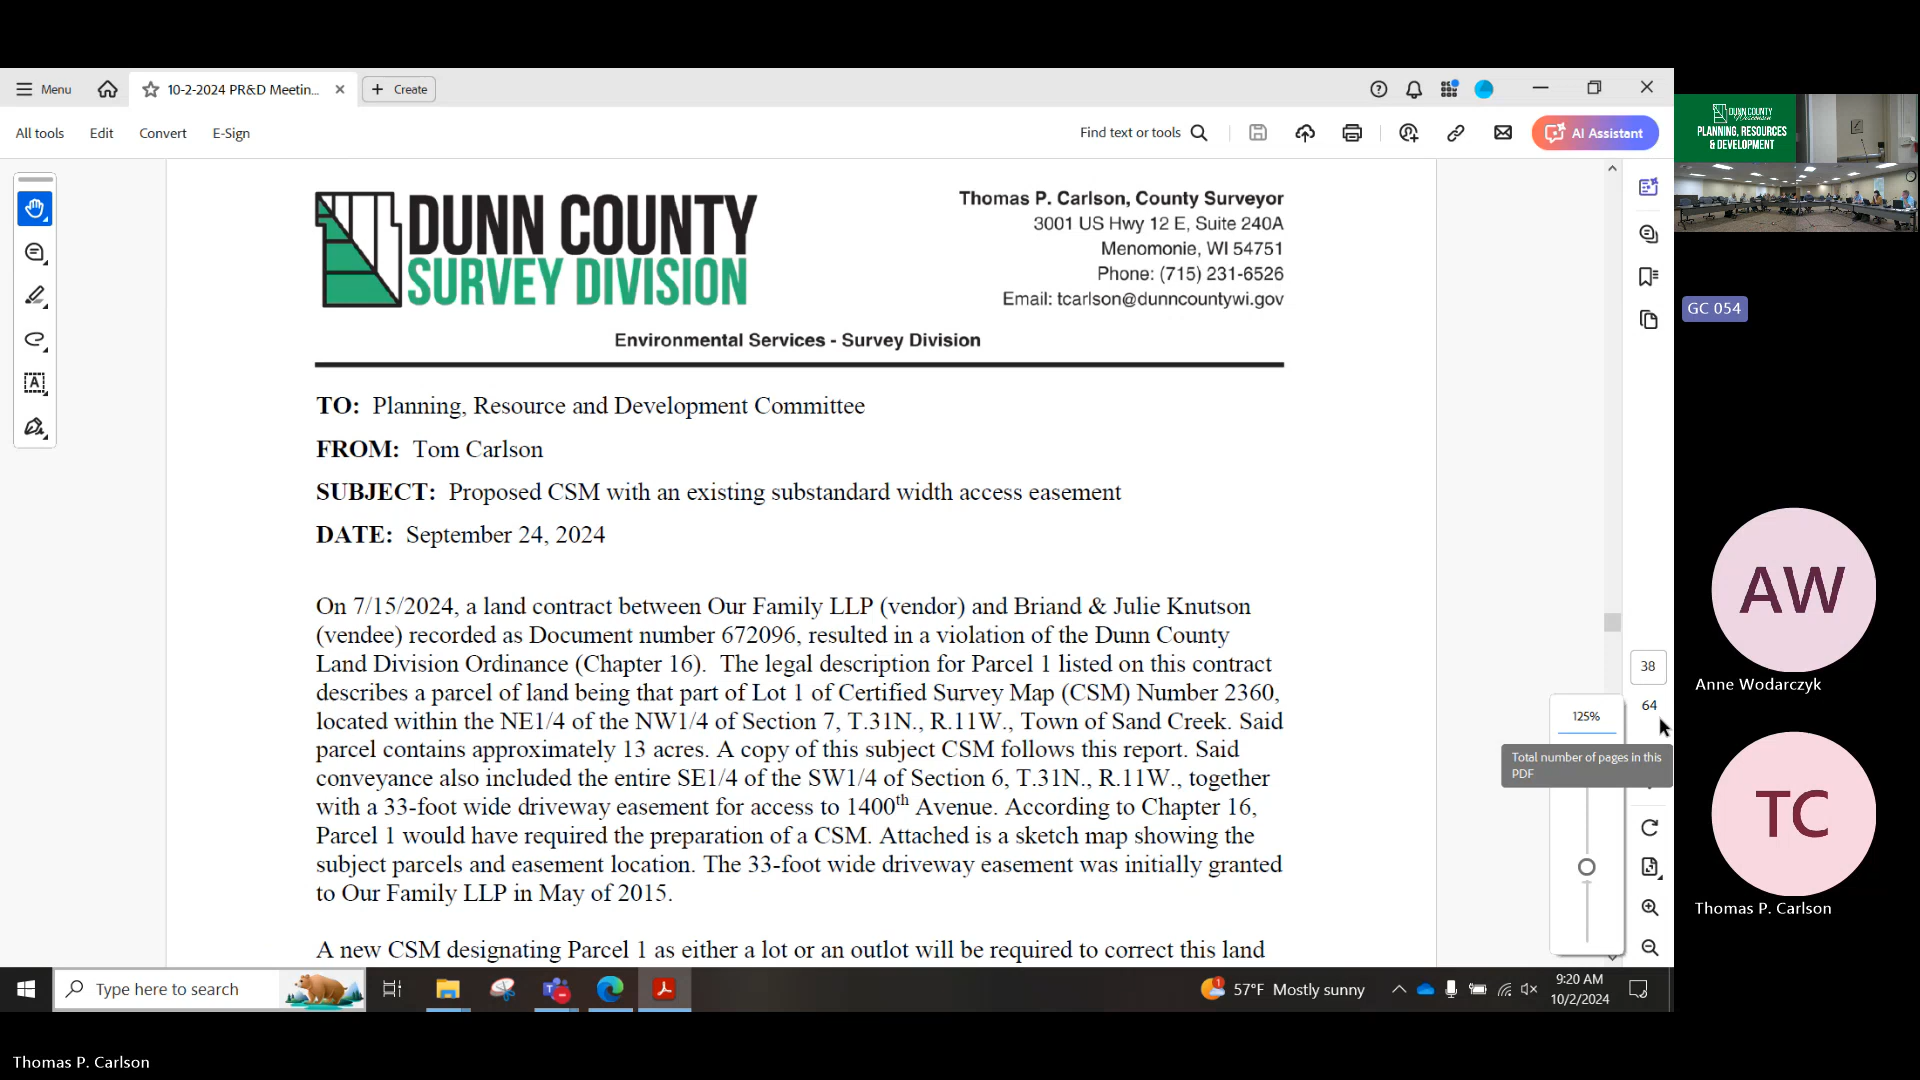 Menu
10-2-2024 PR&D Meetin...
Create
All tools
Edit
Convert
E-Sign
Find text or tools
AI Assistant
DUNN COUNTY
SURVEY DIVISION
Thomas P. Carlson, County Surveyor
3001 US Hwy 12 E, Suite 240A
Menomonie, WI 54751
Phone: (715) 231-6526
Email: tcarlson@dunncountywi.gov
Environmental Services - Survey Division
TO: Planning, Resource and Development Committee
FROM: Tom Carlson
SUBJECT: Proposed CSM with an existing substandard width access easement
DATE: September 24, 2024
On 7/15/2024, a land contract between Our Family LLP (vendor) and Briand & Julie Knutson
(vendee) recorded as Document number 672096, resulted in a violation of the Dunn County
Land Division Ordinance (Chapter 16). The legal description for Parcel 1 listed on this contract
describes a parcel of land being that part of Lot 1 of Certified Survey Map (CSM) Number 2360,
located within the NE1/4 of the NW1/4 of Section 7, T.31N., R.11W., Town of Sand Creek. Said
parcel contains approximately 13 acres. A copy of this subject CSM follows this report. Said
conveyance also included the entire SE1/4 of the SW1/4 of Section 6, T.31N., R.11W., together
with a 33-foot wide driveway easement for access to 1400th Avenue. According to Chapter 16,
Parcel 1 would have required the preparation of a CSM. Attached is a sketch map showing the
subject parcels and easement location. The 33-foot wide driveway easement was initially granted
to Our Family LLP in May of 2015.
A new CSM designating Parcel 1 as either a lot or an outlot will be required to correct this land
38
64
125%
Total number of pages in this
PDF
DUNN COUNTY
Wisconsin
PLANNING, RESOURCES
& DEVELOPMENT
GC 054
AW
Anne Wodarczyk
TC
Thomas P. Carlson
Type here to search
57°F Mostly sunny
9:20 AM
10/2/2024
Thomas P. Carlson